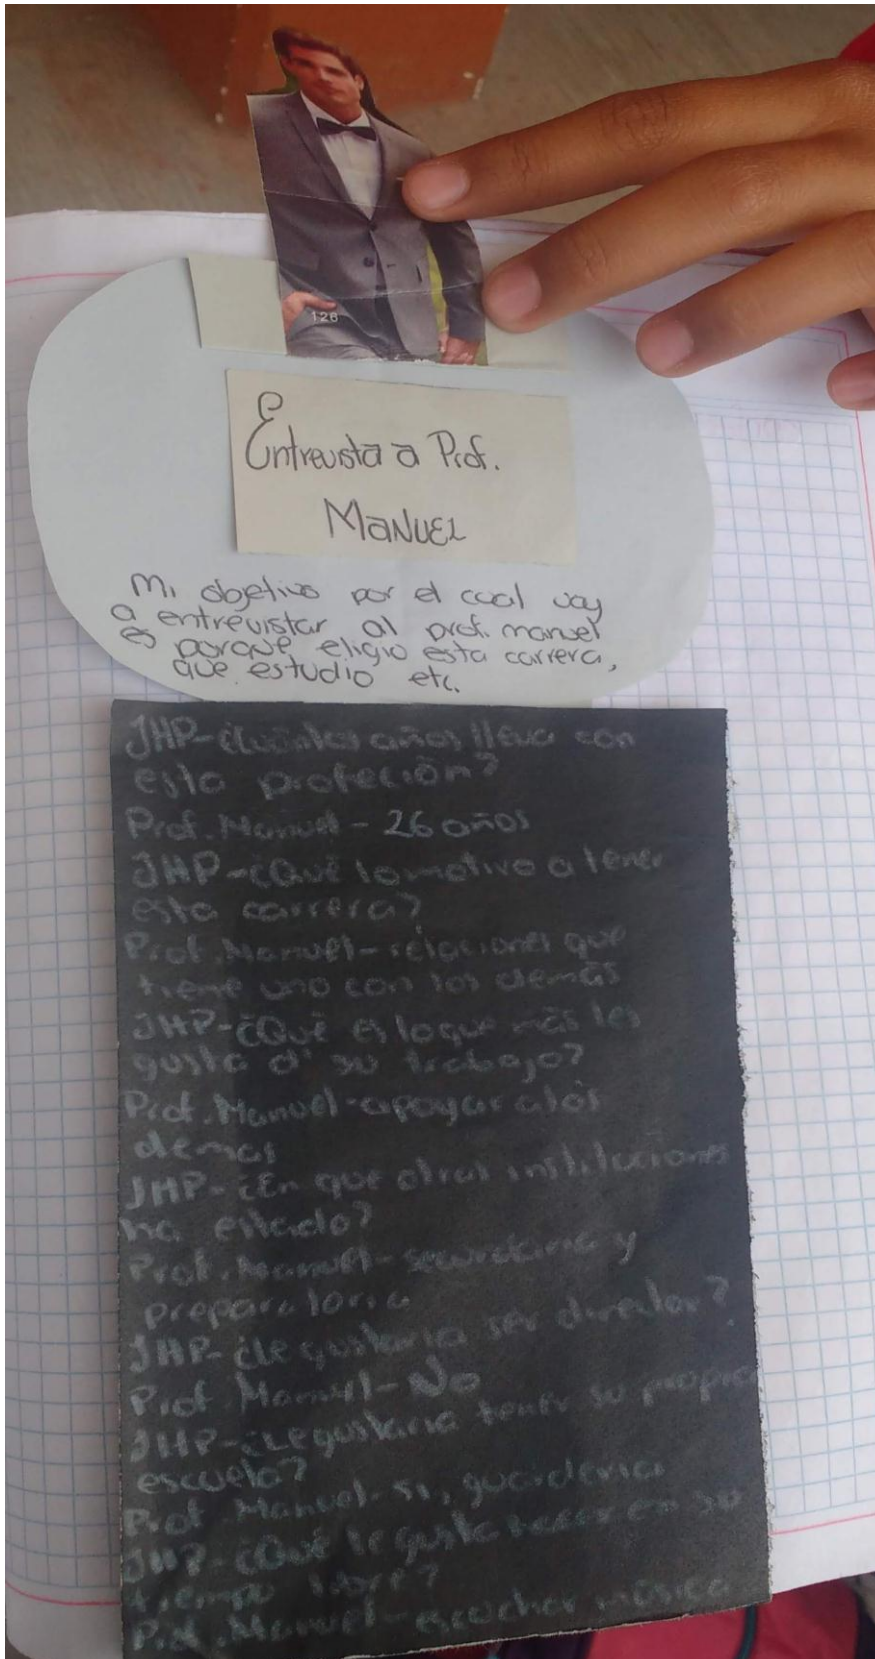 126
Entrevista a Prof.
MANUEL
Mi objetivo por el cual voy
a entrevistar al prof. manuel
es porque eligio esta carrera,
que estudio etc.
JHP-¿Cuántos años lleva con
esta profeción?
Prof. Manuel - 26 años
JHP-¿Qué lo motivo a tener
esta carrera?
Prof. Manuel - relaciones que
tiene uno con los demás
JHP-¿Qué es lo que más les
gusta d' su trabajo?
Prof. Manuel - apoyar a los
demas
JHP-¿En que otras instituciones
ha estado?
Prof. Manuel - secundaria y
preparatoria
JHP-¿le gustaria ser director?
Prof. Manuel - No
JHP-¿Le gustaria tener su propia
escuela?
Prof. Manuel - si, guarderia
JHP-¿Qué le gusta hacer en su
tiempo libre?
Prof. Manuel - escuchar música